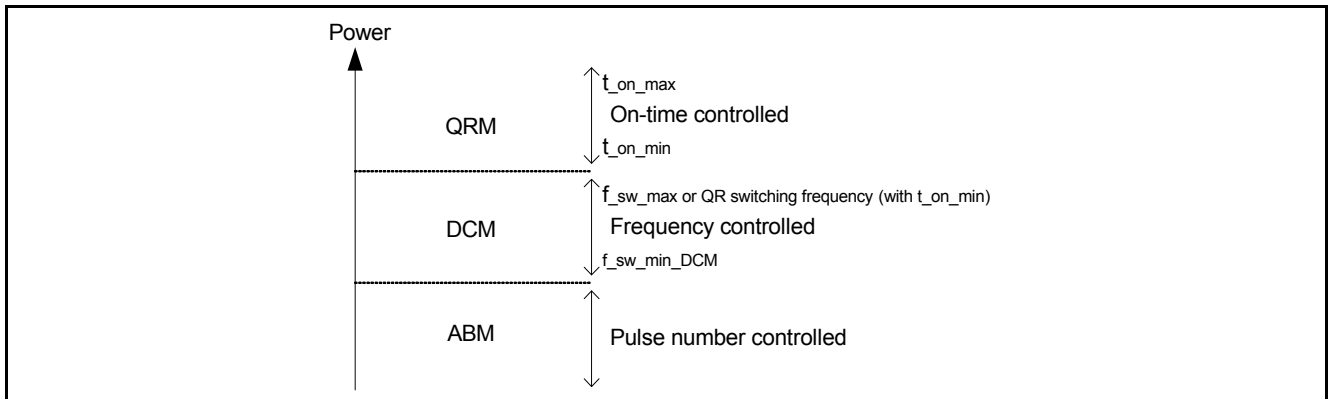 Power
t_on_max
QRM
On-time controlled
t_on_min
f_sw_max or QR switching frequency (with t_on_min)
DCM
Frequency controlled
f_sw_min_DCM
ABM
Pulse number controlled